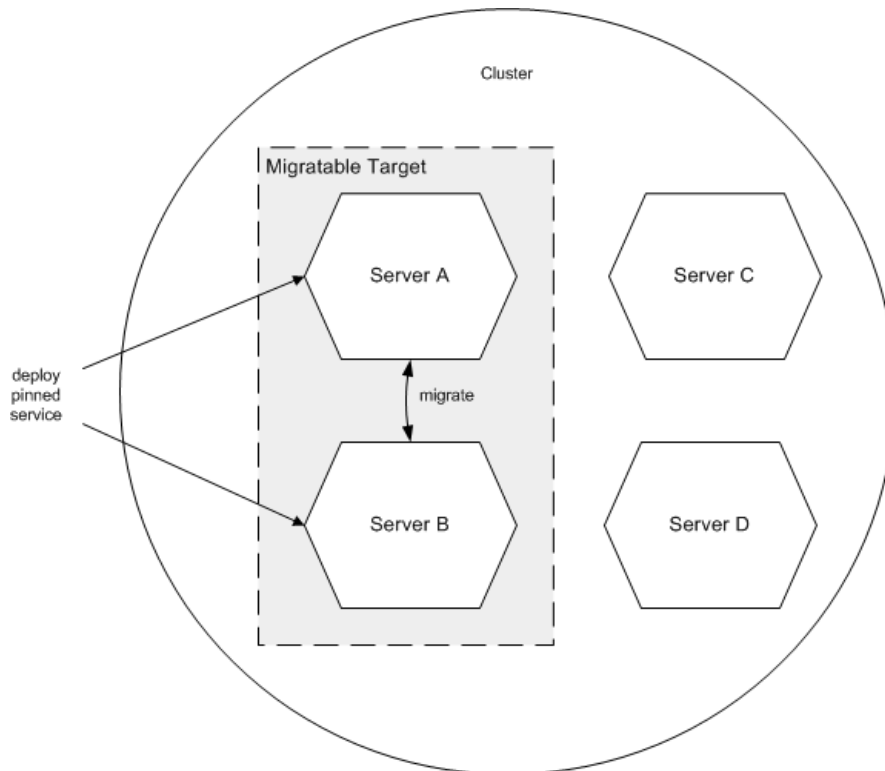 Cluster
Migratable Target
Server A
Server C
deploy
pinned
service
migrate
Server B
Server D